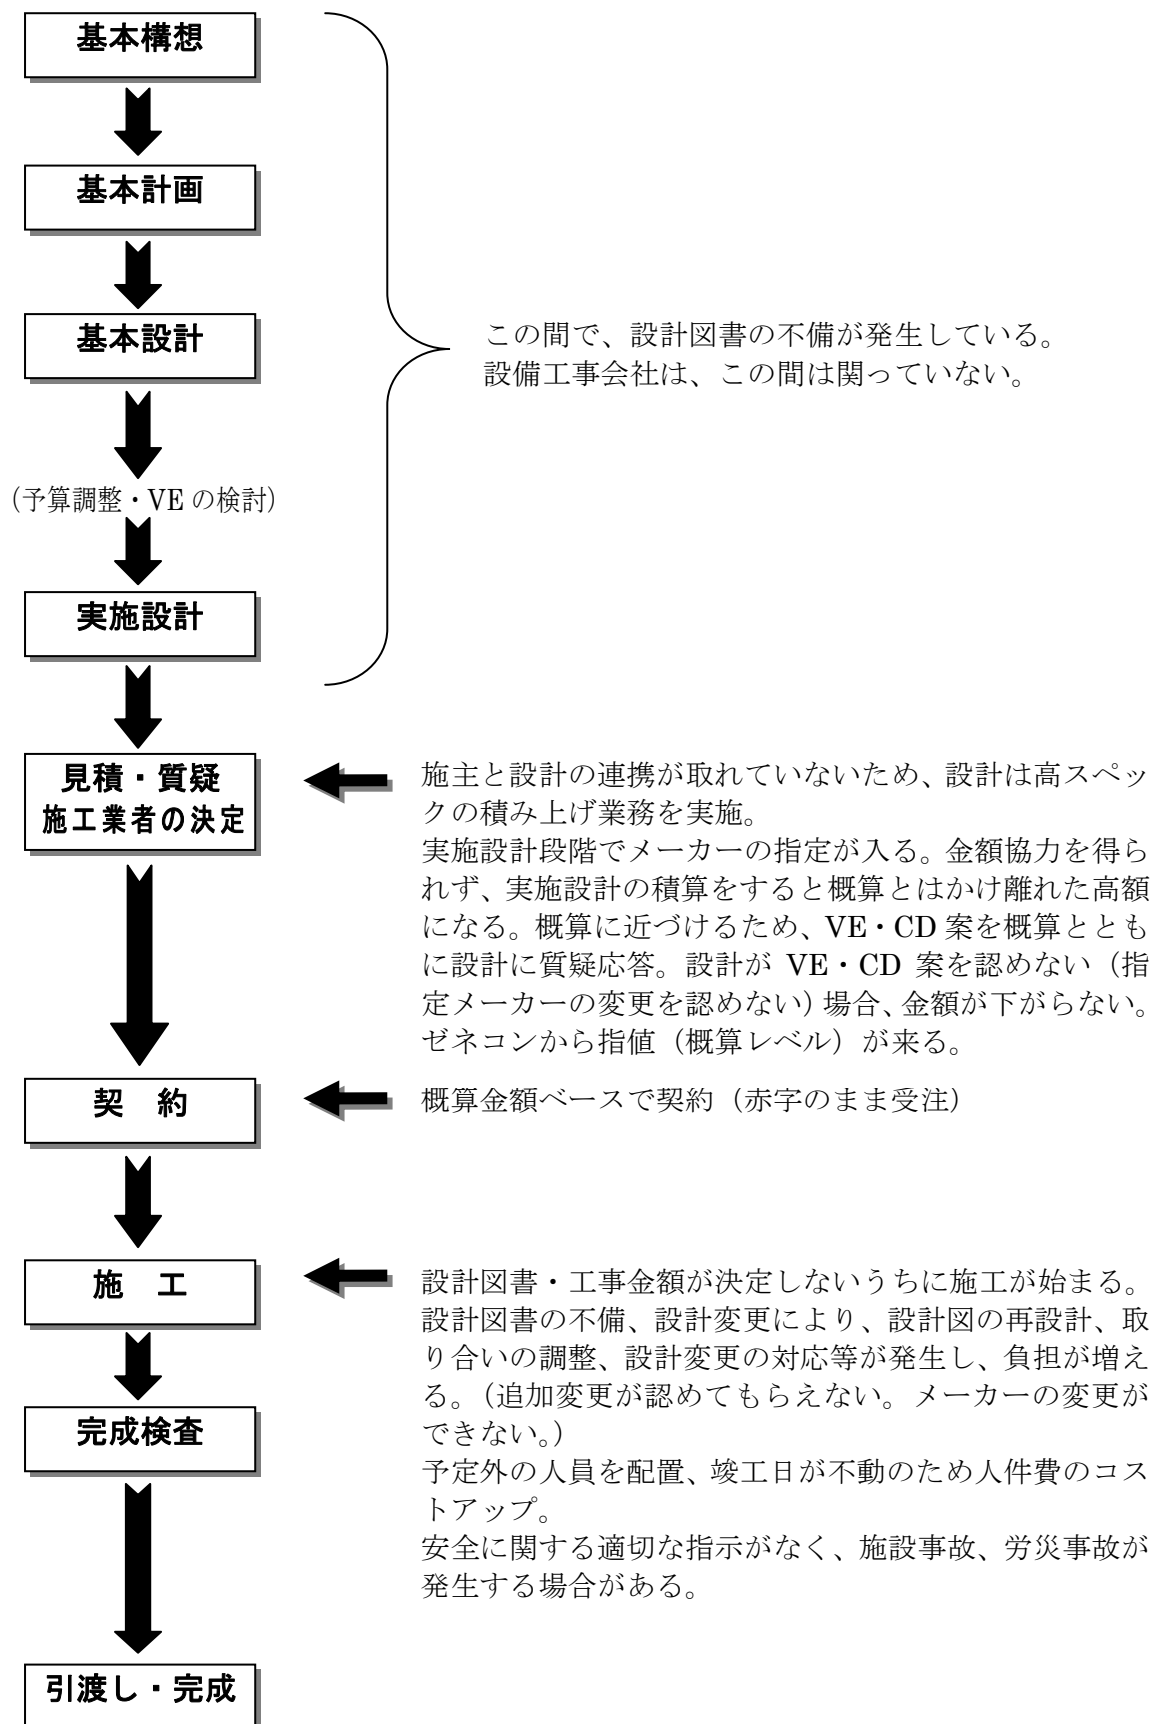 基本構想
基本計画
基本設計
この間で、設計図書の不備が発生している。
設備工事会社は、この間は関っていない。
（予算調整・VE の検討）
実施設計
見積・質疑
施工業者の決定
施主と設計の連携が取れていないため、設計は高スペッ
クの積み上げ業務を実施。
実施設計段階でメーカーの指定が入る。金額協力を得ら
れず、実施設計の積算をすると概算とはかけ離れた高額
になる。概算に近づけるため、VE・CD 案を概算ととも
に設計に質疑応答。設計が VE・CD 案を認めない（指
定メーカーの変更を認めない）場合、金額が下がらない。
ゼネコンから指値（概算レベル）が来る。
契　約
概算金額ベースで契約（赤字のまま受注）
施　工
設計図書・工事金額が決定しないうちに施工が始まる。
設計図書の不備、設計変更により、設計図の再設計、取
り合いの調整、設計変更の対応等が発生し、負担が増え
る。（追加変更が認めてもらえない。メーカーの変更が
できない。）
予定外の人員を配置、竣工日が不動のため人件費のコス
トアップ。
安全に関する適切な指示がなく、施設事故、労災事故が
発生する場合がある。
完成検査
引渡し・完成